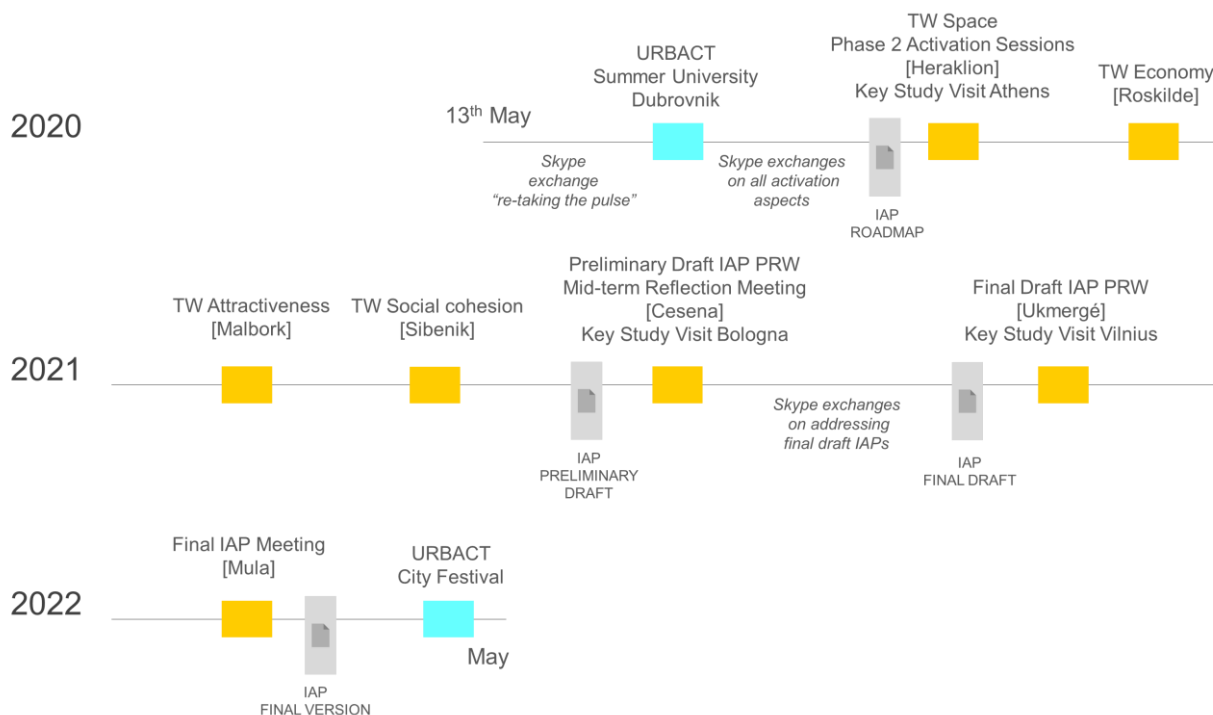 2020
13th May
URBACT
Summer University
Dubrovnik
TW Space
Phase 2 Activation Sessions
[Heraklion]
Key Study Visit Athens
TW Economy
[Roskilde]
Skype
exchange
“re-taking the pulse”
Skype exchanges
on all activation
aspects
IAP
ROADMAP
2021
TW Attractiveness
[Malbork]
TW Social cohesion
[Sibenik]
Preliminary Draft IAP PRW
Mid-term Reflection Meeting
[Cesena]
Key Study Visit Bologna
Final Draft IAP PRW
[Ukmergé]
Key Study Visit Vilnius
IAP
PRELIMINARY
DRAFT
Skype exchanges
on addressing
final draft IAPs
IAP
FINAL DRAFT
2022
Final IAP Meeting
[Mula]
URBACT
City Festival
May
IAP
FINAL VERSION